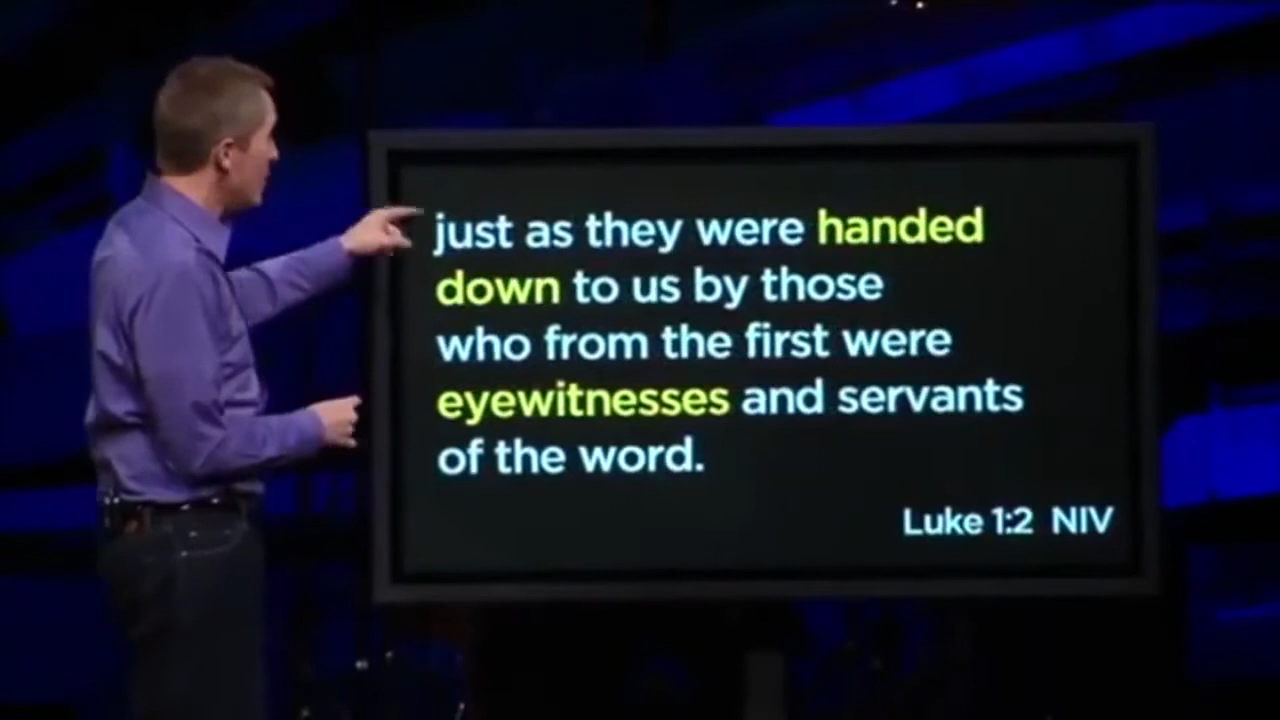 just as they were handed
down to us by those
who from the first were
eyewitnesses and servants
of the word.
Luke 1:2 NIV